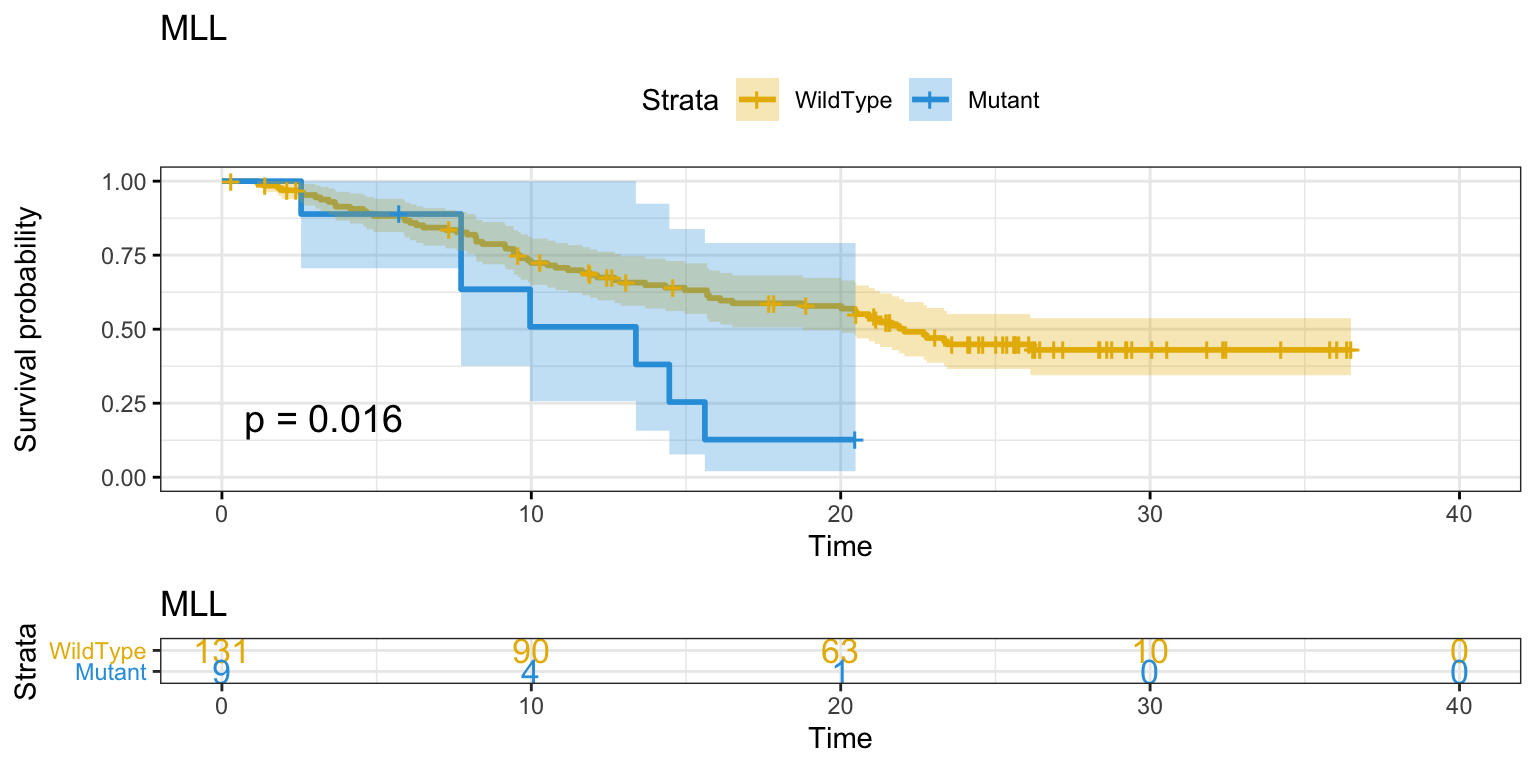 MLL
Strata WildType Mutant
Survival probability
1.00
0.75
0.50
0.25
0.00
p = 0.016
0 10 20 30 40
Time
MLL
Strata
WildType 131 90 63 10 0
Mutant 9 4 1 0 0
0 10 20 30 40
Time